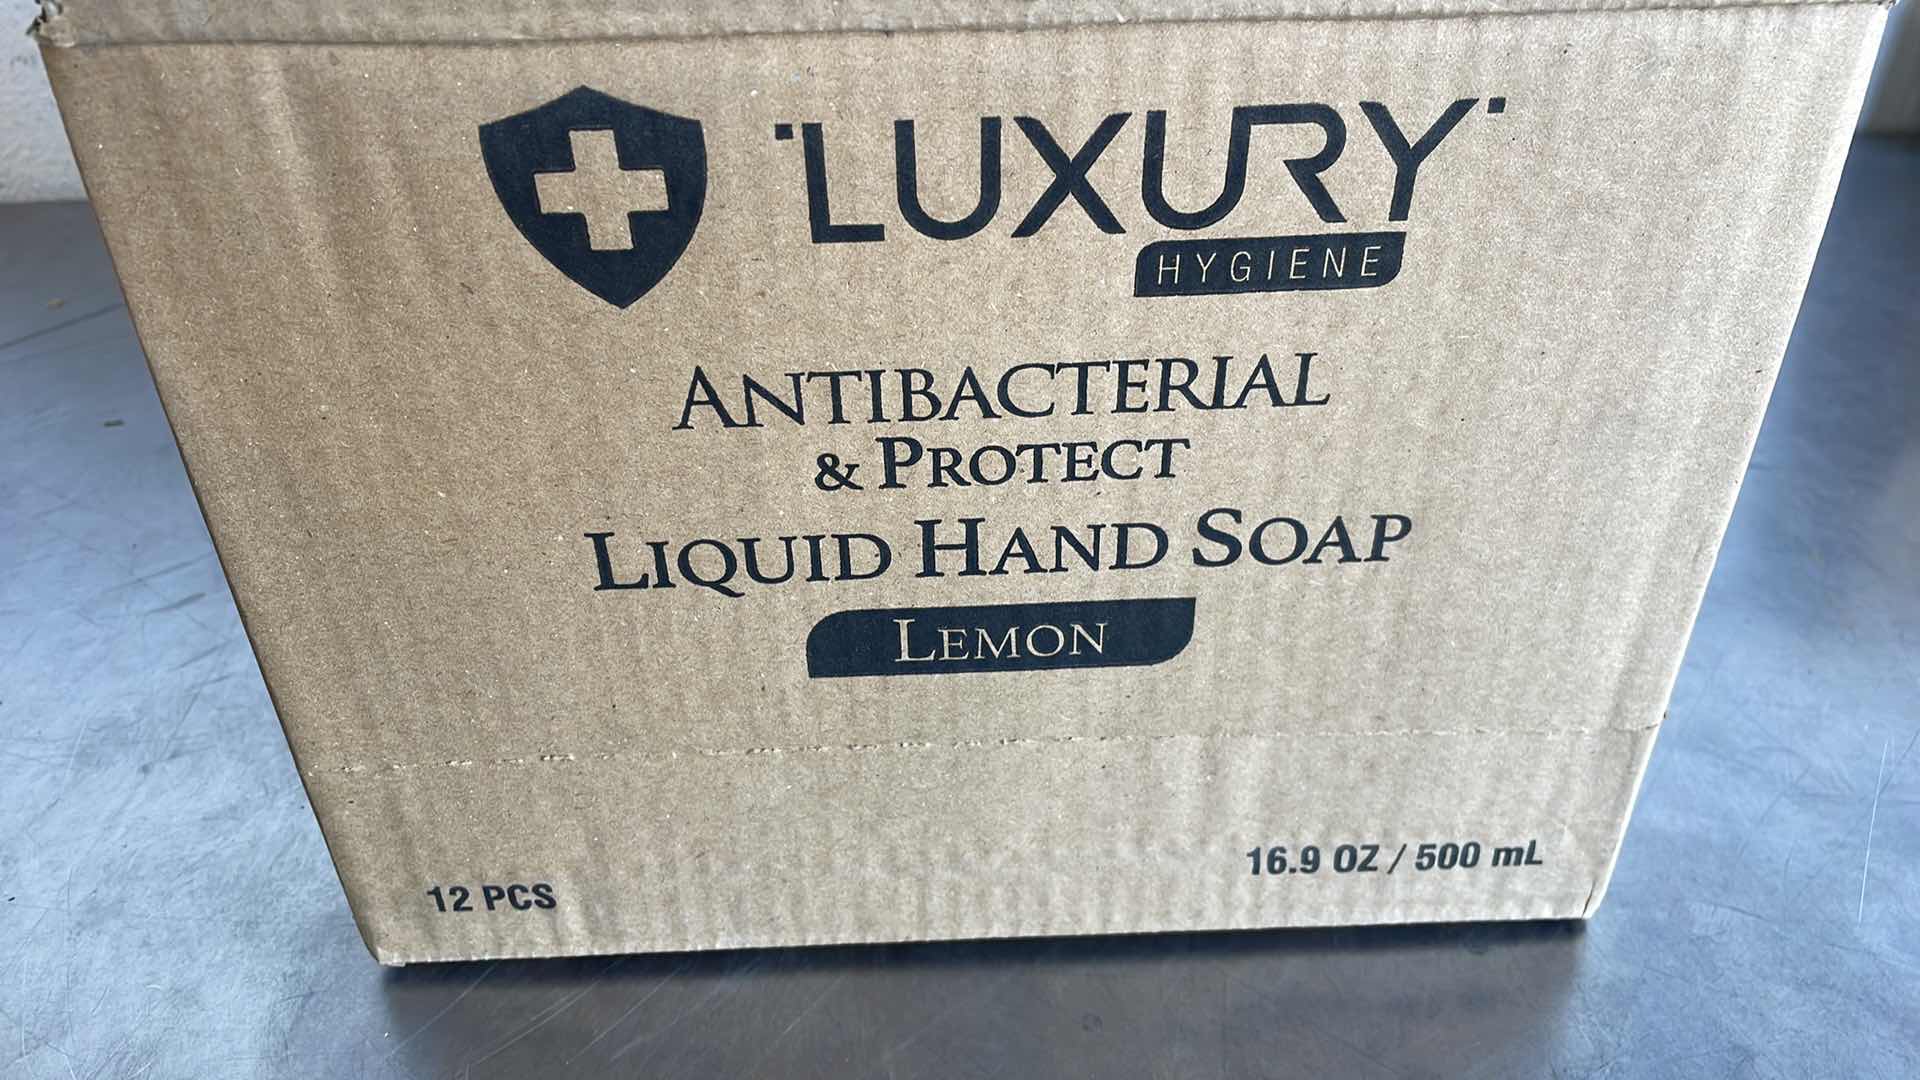 LUXURY
HYGIENE
ANTIBACTERIAL
& PROTECT
LIQUID HAND SOAP
LEMON
12 PCS
16.9 OZ / 500 mL